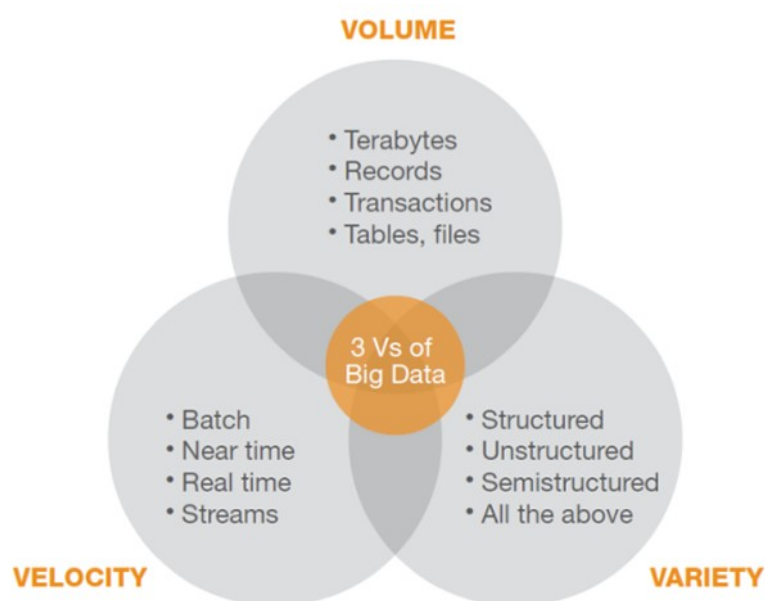 VOLUME
• Terabytes
• Records
• Transactions
• Tables, files
3 Vs of
Big Data
• Batch
• Near time
• Real time
• Streams
• Structured
• Unstructured
• Semistructured
• All the above
VELOCITY
VARIETY